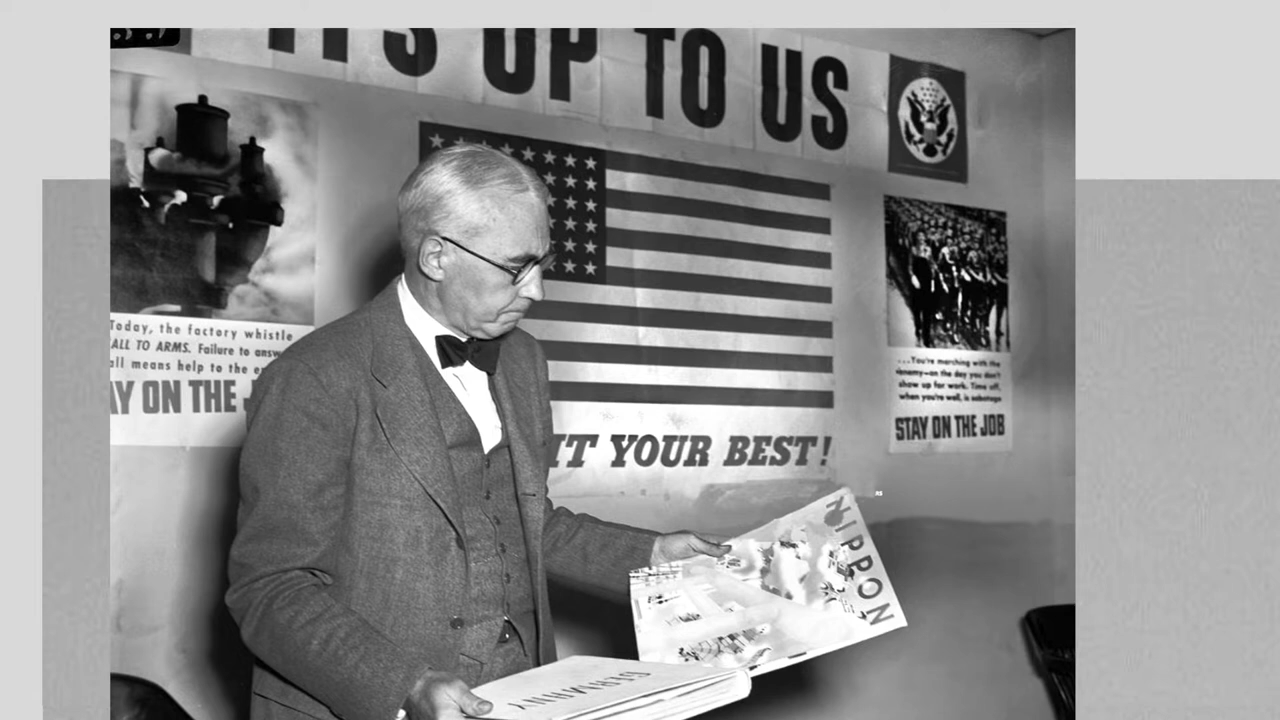 IT'S UP TO US
Today, the factory whistle
ALL TO ARMS. Failure to
all means help to the
AY ON THE J
IT YOUR BEST!
...You're marching with the
enemy—on the day you don't
show up for work. Time off,
when you're well, is sabotage
STAY ON THE JOB
NIPPON
GERMANY